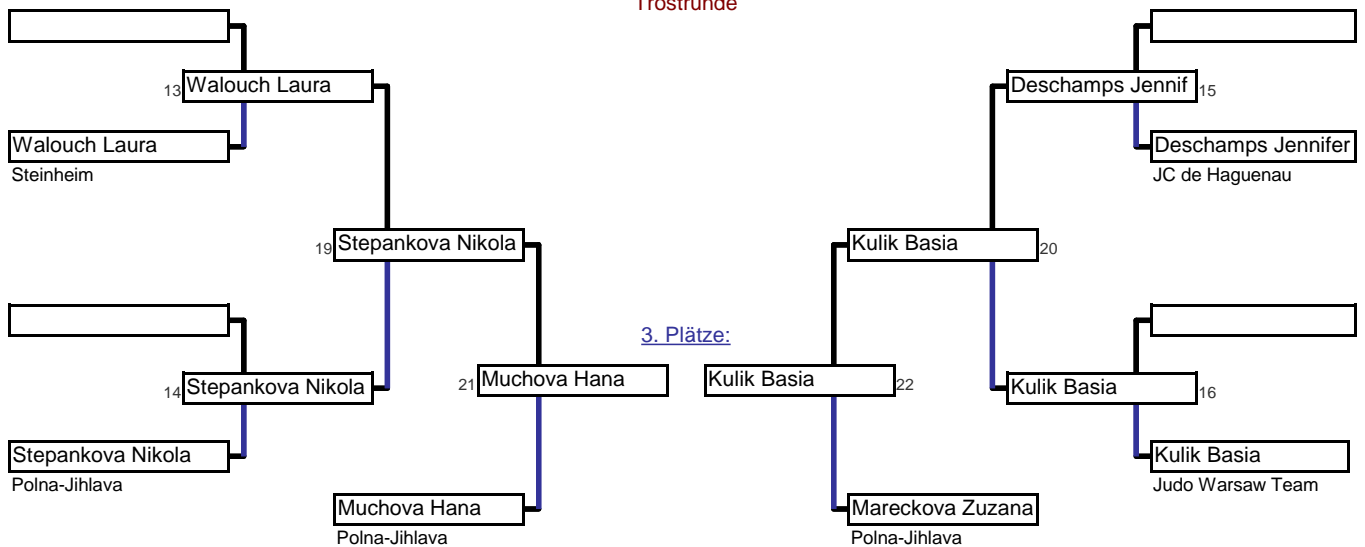 Trostrunde
13 Walouch Laura
Deschamps Jennif 15
Walouch Laura
Deschamps Jennifer
Steinheim
JC de Haguenau
19 Stepankova Nikola
Kulik Basia 20
3. Plätze:
14 Stepankova Nikola
21 Muchova Hana
Kulik Basia 22
Kulik Basia 16
Stepankova Nikola
Kulik Basia
Polna-Jihlava
Judo Warsaw Team
Muchova Hana
Mareckova Zuzana
Polna-Jihlava
Polna-Jihlava